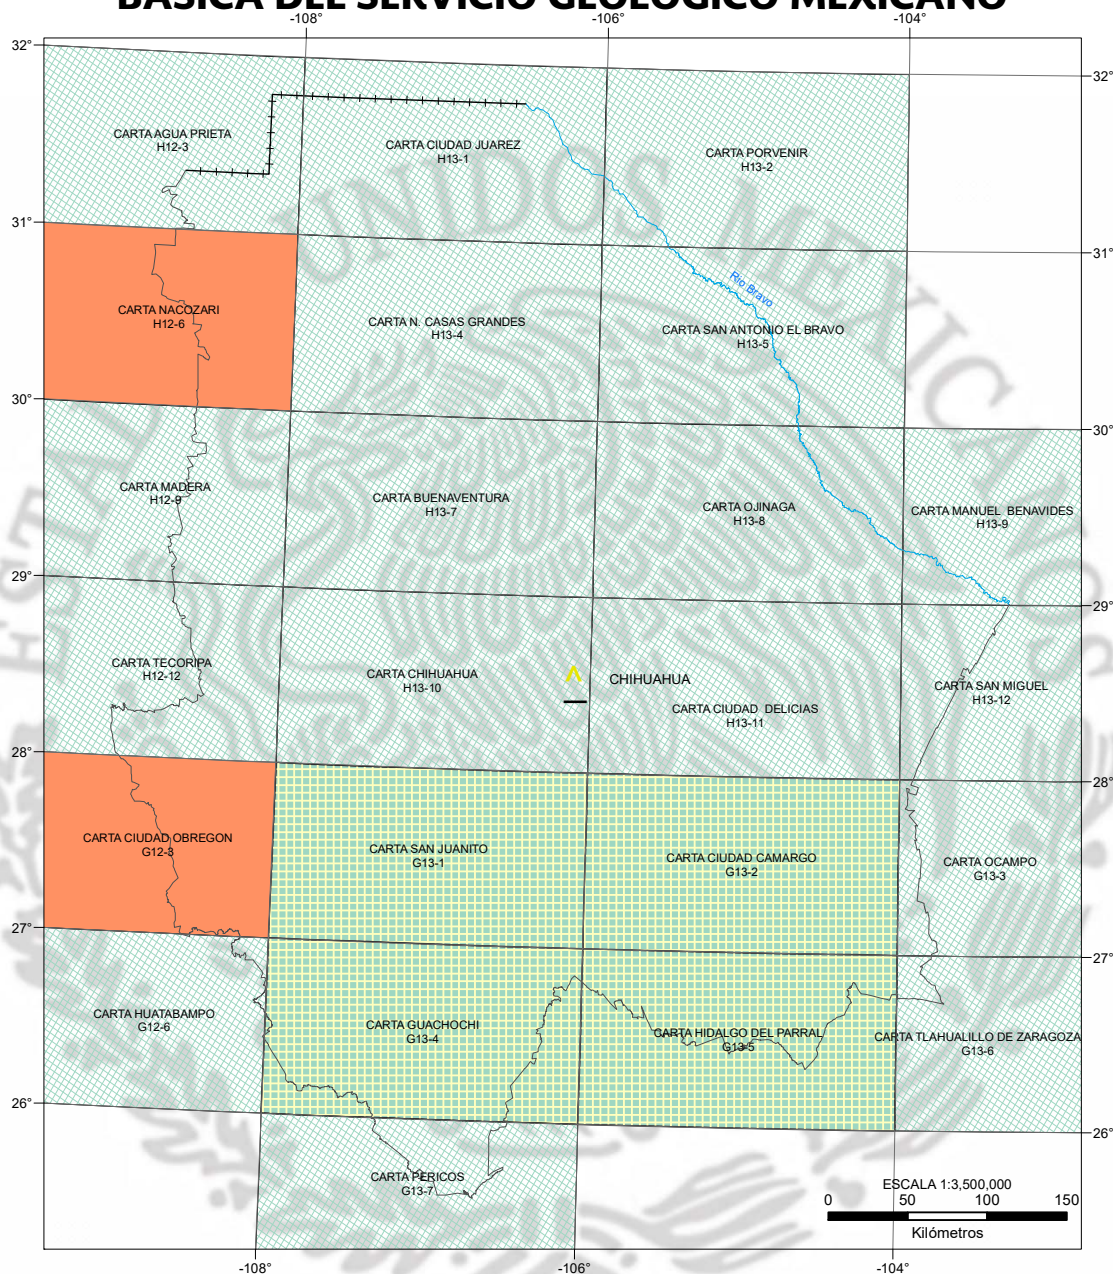 BÁSICA DEL SERVICIO GEOLÓGICO MEXICANO
-108° -106° -104°
32° 32°
CARTA AGUA PRIETA
H12-3
CARTA CIUDAD JUAREZ
H13-1
CARTA PORVENIR
H13-2
31° 31°
Río Bravo
CARTA NACOZARI
H12-6
CARTA N. CASAS GRANDES
H13-4
CARTA SAN ANTONIO EL BRAVO
H13-5
30° 30°
CARTA MADERA
H12-9
CARTA BUENAVENTURA
H13-7
CARTA OJINAGA
H13-8
CARTA MANUEL BENAVIDES
H13-9
29° 29°
CARTA TECORIPA
H12-12
CARTA CHIHUAHUA
H13-10
CHIHUAHUA
CARTA CIUDAD DELICIAS
H13-11
CARTA SAN MIGUEL
H13-12
28° 28°
CARTA CIUDAD OBREGON
G12-3
CARTA SAN JUANITO
G13-1
CARTA CIUDAD CAMARGO
G13-2
CARTA OCAMPO
G13-3
27° 27°
CARTA HUATABAMPO
G12-6
CARTA GUACHOCHI
G13-4
CARTA HIDALGO DEL PARRAL
G13-5
CARTA TLAHUALILLO DE ZARAGOZA
G13-6
26° 26°
CARTA PERICOS
G13-7
ESCALA 1:3,500,000
0 50 100 150
Kilómetros
-108° -106° -104°
UNIDOS MEXICANOS